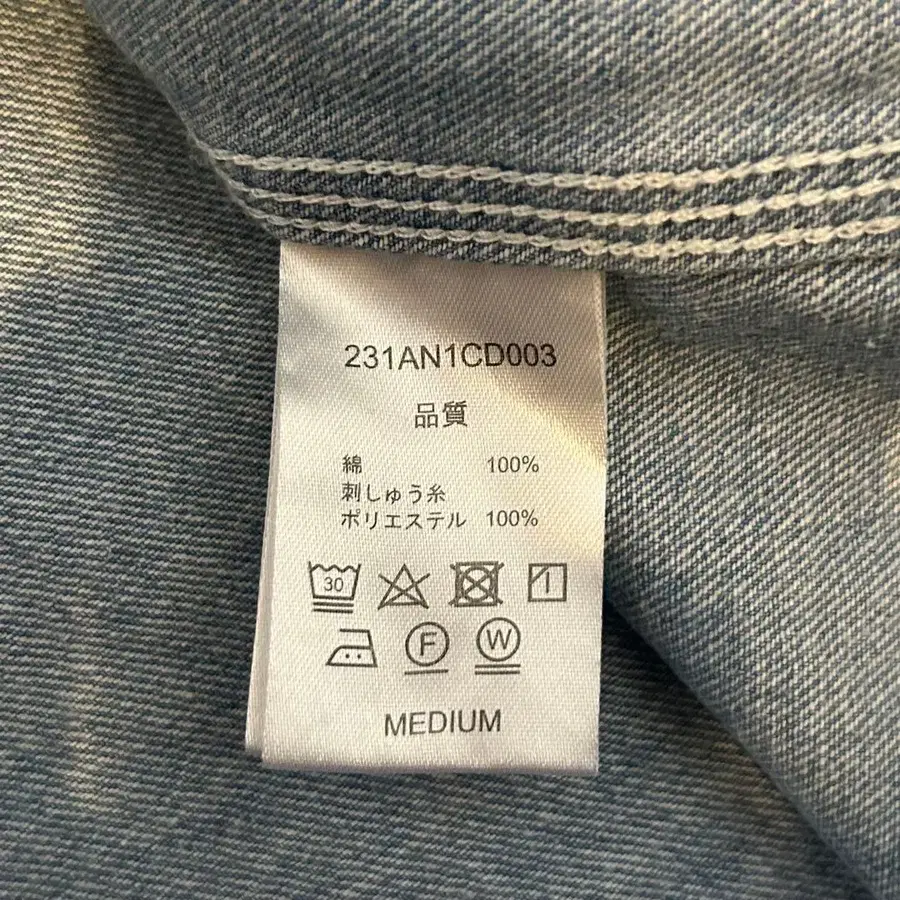 231AN1CD003
品質
綿 100%
刺しゅう糸
ポリエステル 100%
30
F W
MEDIUM